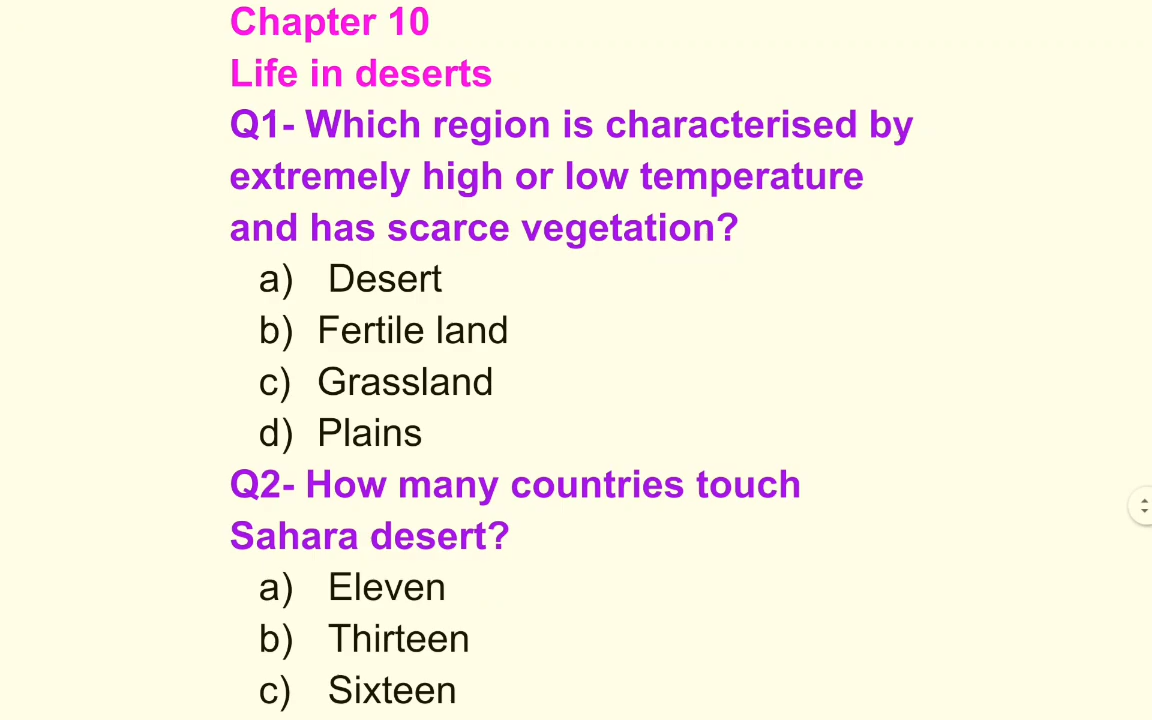 Chapter 10
Life in deserts
Q1- Which region is characterised by
extremely high or low temperature
and has scarce vegetation?
a) Desert
b) Fertile land
c) Grassland
d) Plains
Q2- How many countries touch
Sahara desert?
a) Eleven
b) Thirteen
c) Sixteen